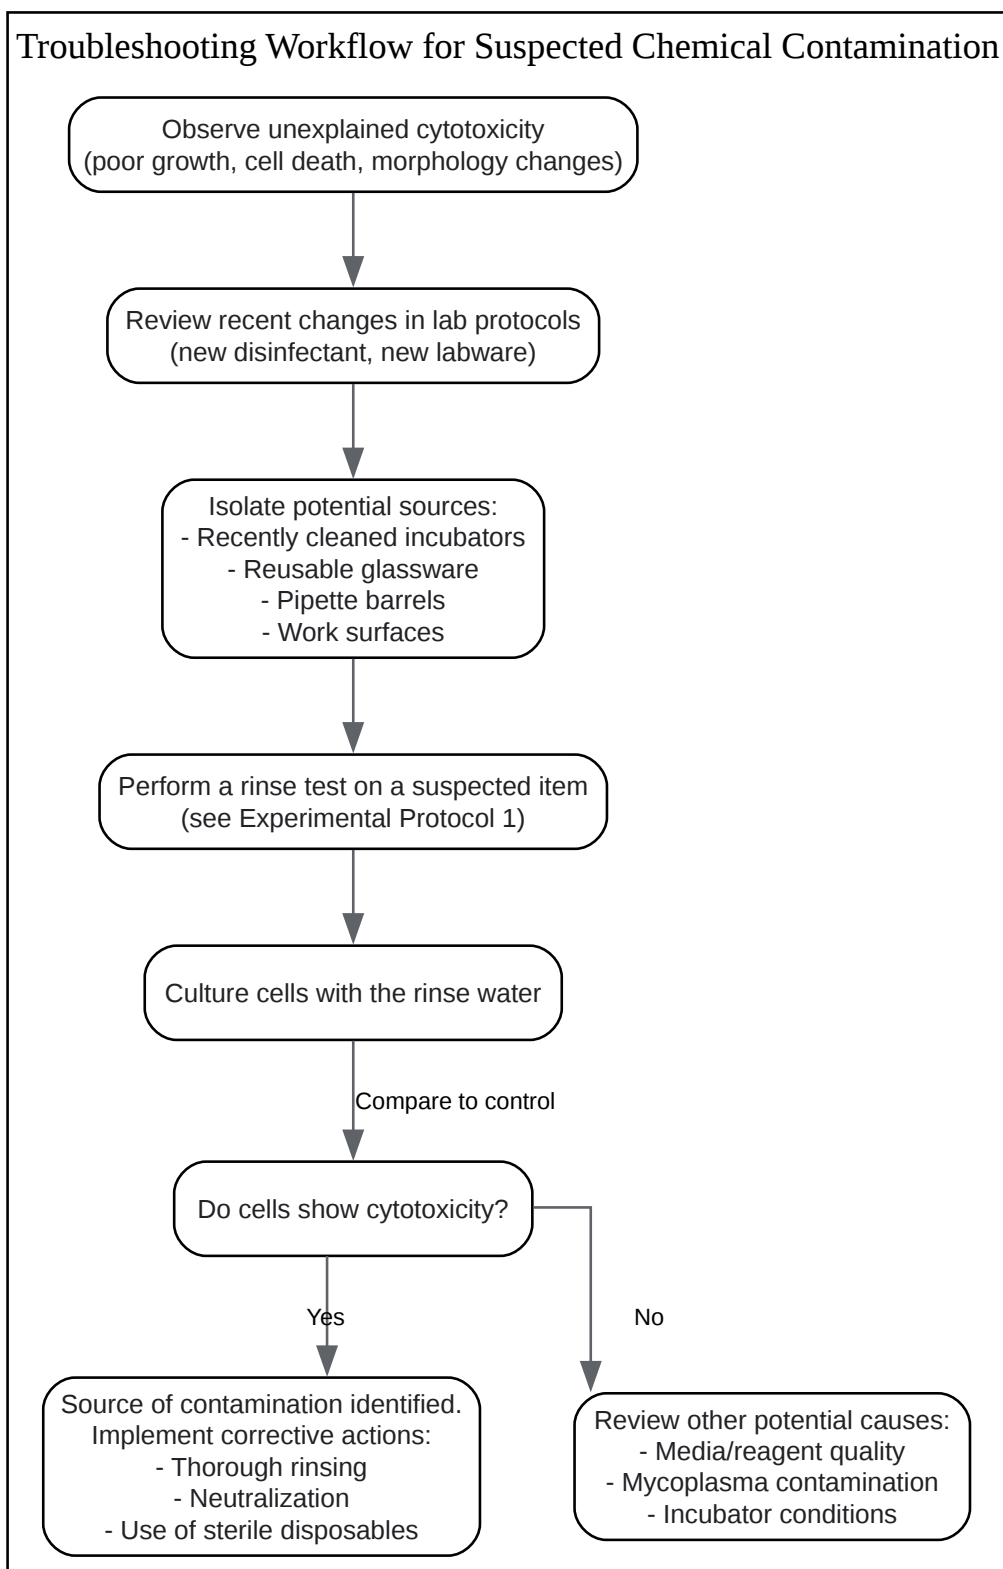 Troubleshooting Workflow for Suspected Chemical Contamination
Observe unexplained cytotoxicity
(poor growth, cell death, morphology changes)
Review recent changes in lab protocols
(new disinfectant, new labware)
Isolate potential sources:
- Recently cleaned incubators
- Reusable glassware
- Pipette barrels
- Work surfaces
Perform a rinse test on a suspected item
(see Experimental Protocol 1)
Culture cells with the rinse water
Compare to control
Do cells show cytotoxicity?
Yes
No
Source of contamination identified.
Implement corrective actions:
- Thorough rinsing
- Neutralization
- Use of sterile disposables
Review other potential causes:
- Media/reagent quality
- Mycoplasma contamination
- Incubator conditions